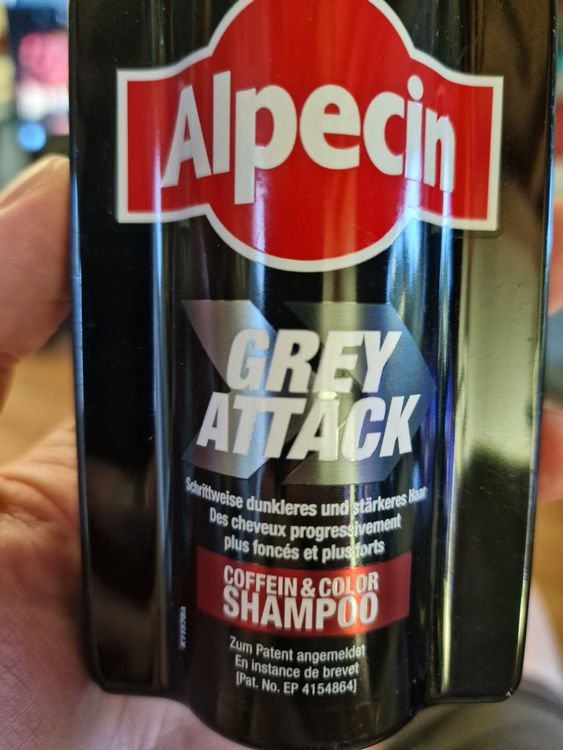 Alpecin
GREY
ATTACK
Schrittweise dunkleres und stärkeres Haar
Des cheveux progressivement
plus foncés et plus forts
COFFEIN & COLOR
SHAMPOO
Zum Patent angemeldet
En instance de brevet
[Pat. No. EP 4154864]